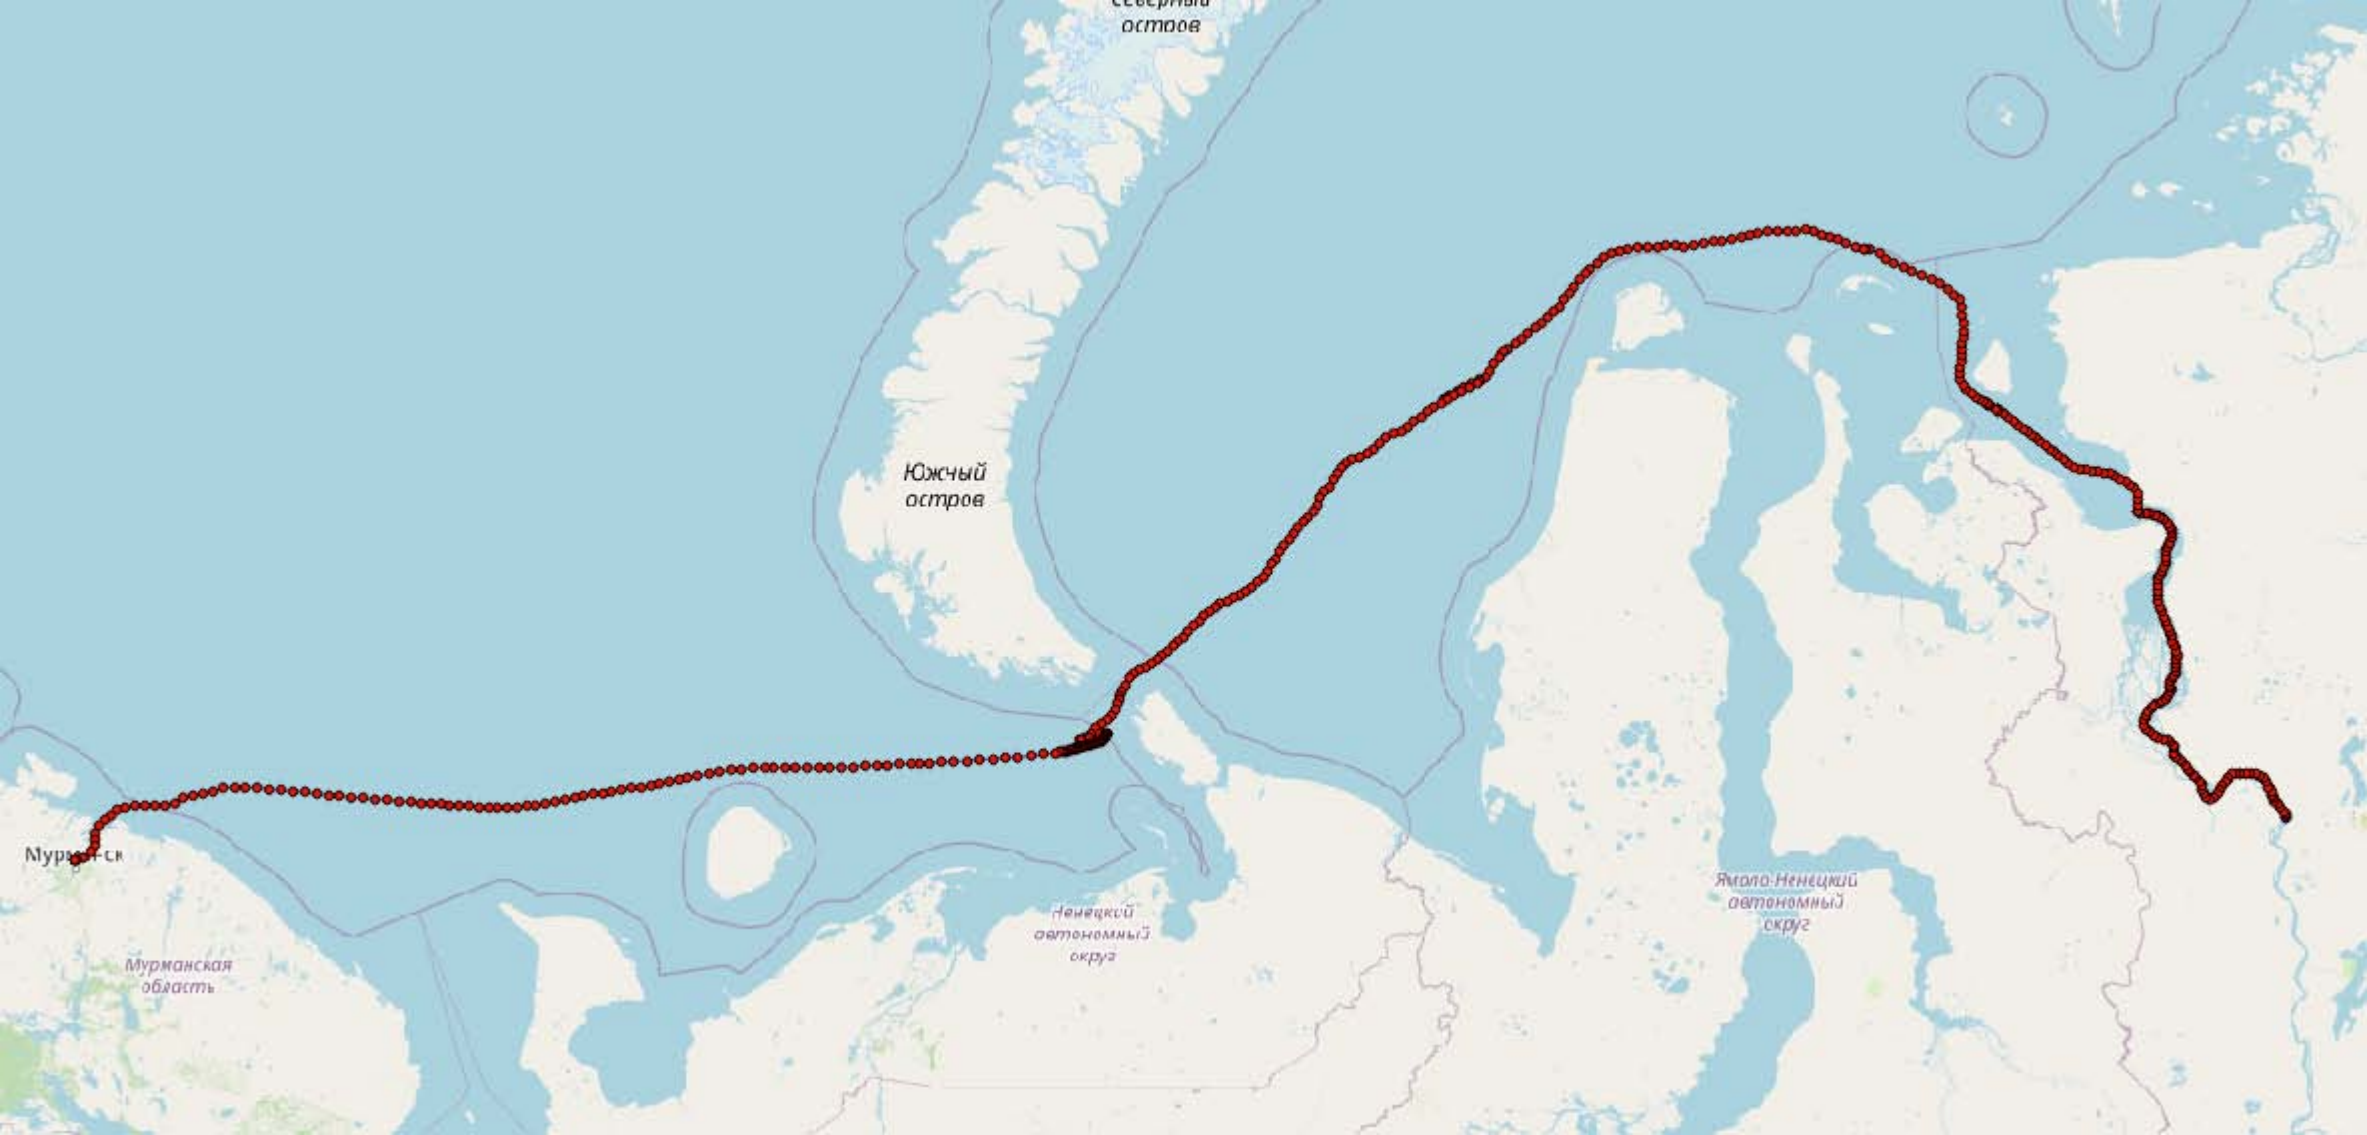 остров
Южный
остров
Мурманская
область
Ненецкий
автономный
округ
Ямало-Ненецкий
автономный
округ